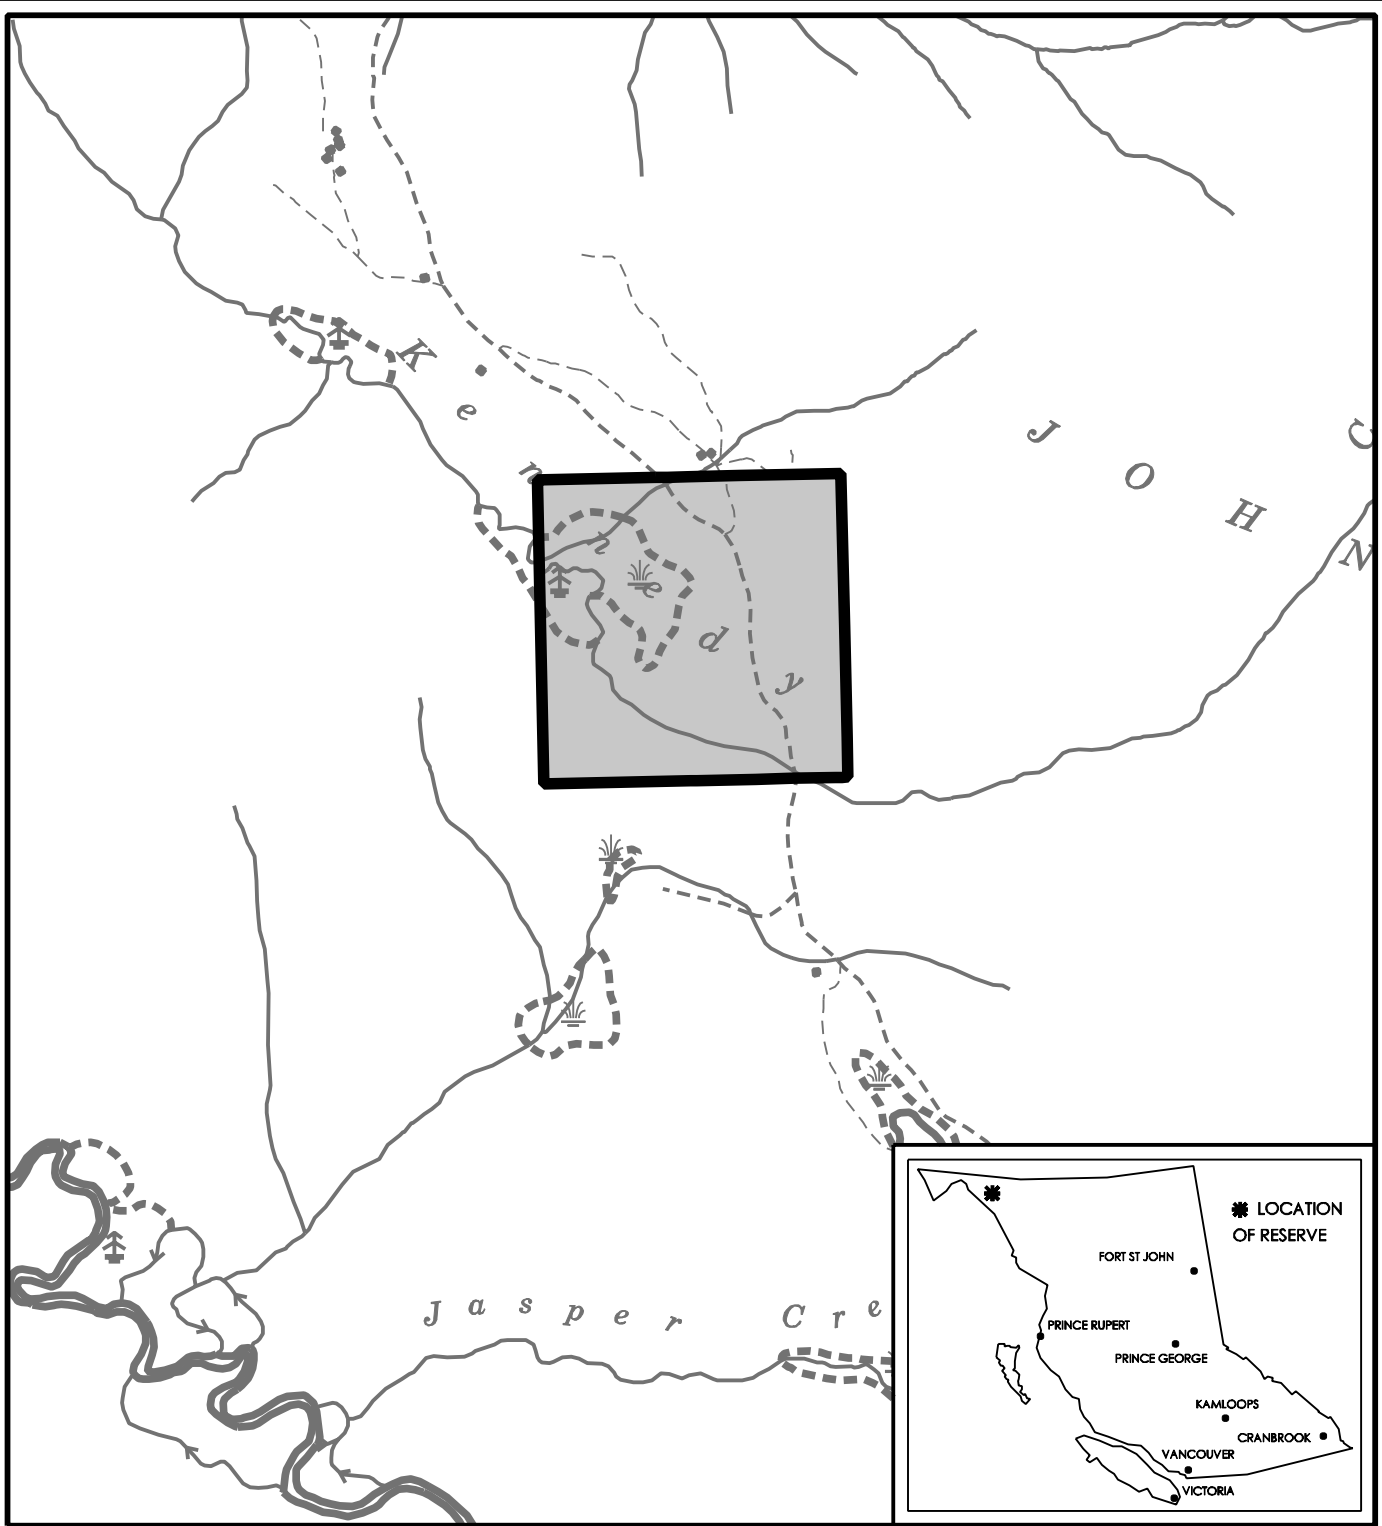 Kennedy
JOHN
C
Jasper Cre
LOCATION
OF RESERVE
FORT ST JOHN
PRINCE RUPERT
PRINCE GEORGE
KAMLOOPS
CRANBROOK
VANCOUVER
VICTORIA